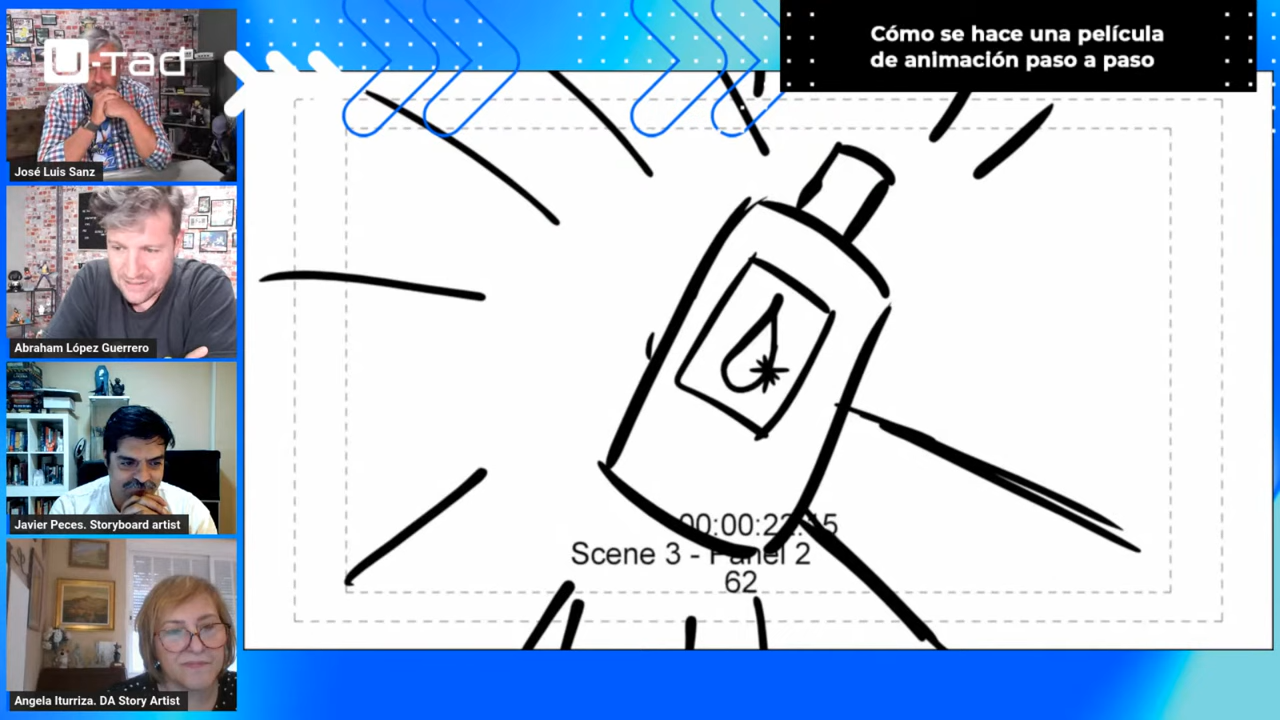 U-Tad
Cómo se hace una película
de animación paso a paso
José Luis Sanz
Abraham López Guerrero
Javier Peces. Storyboard artist
Angela Iturriza. DA Story Artist
Scene 3 - Panel 2
62